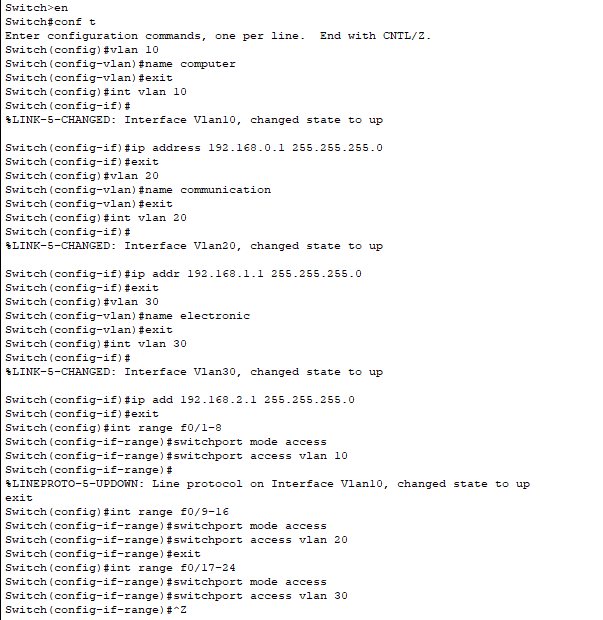 Switch>en
Switch#conf t
Enter configuration commands, one per line.  End with CNTL/Z.
Switch(config)#vlan 10
Switch(config-vlan)#name computer
Switch(config-vlan)#exit
Switch(config)#int vlan 10
Switch(config-if)#
%LINK-5-CHANGED: Interface Vlan10, changed state to up
Switch(config-if)#ip address 192.168.0.1 255.255.255.0
Switch(config-if)#exit
Switch(config)#vlan 20
Switch(config-vlan)#name communication
Switch(config-vlan)#exit
Switch(config)#int vlan 20
Switch(config-if)#
%LINK-5-CHANGED: Interface Vlan20, changed state to up
Switch(config-if)#ip addr 192.168.1.1 255.255.255.0
Switch(config-if)#exit
Switch(config)#vlan 30
Switch(config-vlan)#name electronic
Switch(config-vlan)#exit
Switch(config)#int vlan 30
Switch(config-if)#
%LINK-5-CHANGED: Interface Vlan30, changed state to up
Switch(config-if)#ip add 192.168.2.1 255.255.255.0
Switch(config-if)#exit
Switch(config)#int range f0/1-8
Switch(config-if-range)#switchport mode access
Switch(config-if-range)#switchport access vlan 10
Switch(config-if-range)#
%LINEPROTO-5-UPDOWN: Line protocol on Interface Vlan10, changed state to up
exit
Switch(config)#int range f0/9-16
Switch(config-if-range)#switchport mode access
Switch(config-if-range)#switchport access vlan 20
Switch(config-if-range)#exit
Switch(config)#int range f0/17-24
Switch(config-if-range)#switchport mode access
Switch(config-if-range)#switchport access vlan 30
Switch(config-if-range)#^Z